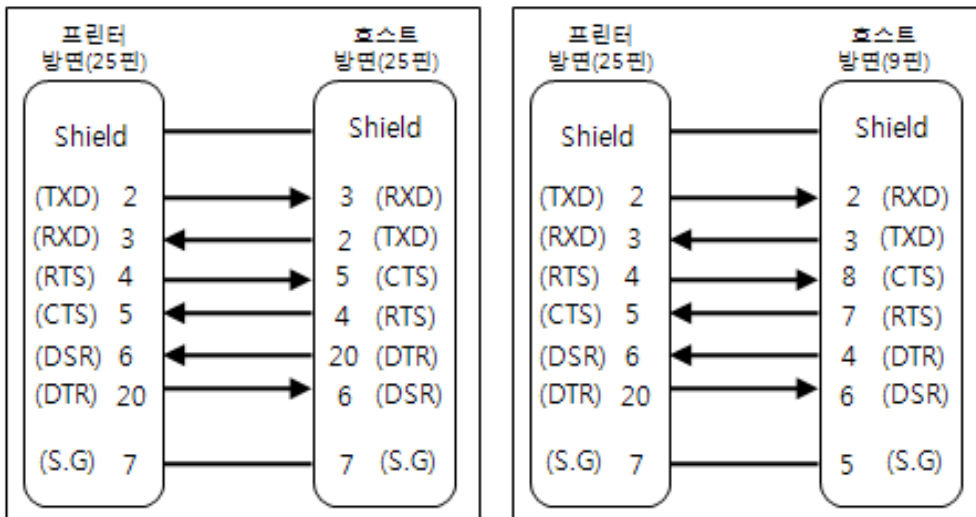 프린터
방면(25핀)
호스트
방면(25핀)
Shield
Shield
(TXD) 2
3 (RXD)
(RXD) 3
2 (TXD)
(RTS) 4
5 (CTS)
(CTS) 5
4 (RTS)
(DSR) 6
20 (DTR)
(DTR) 20
6 (DSR)
(S.G) 7
7 (S.G)
프린터
방면(25핀)
호스트
방면(9핀)
Shield
Shield
(TXD) 2
2 (RXD)
(RXD) 3
3 (TXD)
(RTS) 4
8 (CTS)
(CTS) 5
7 (RTS)
(DSR) 6
4 (DTR)
(DTR) 20
6 (DSR)
(S.G) 7
5 (S.G)